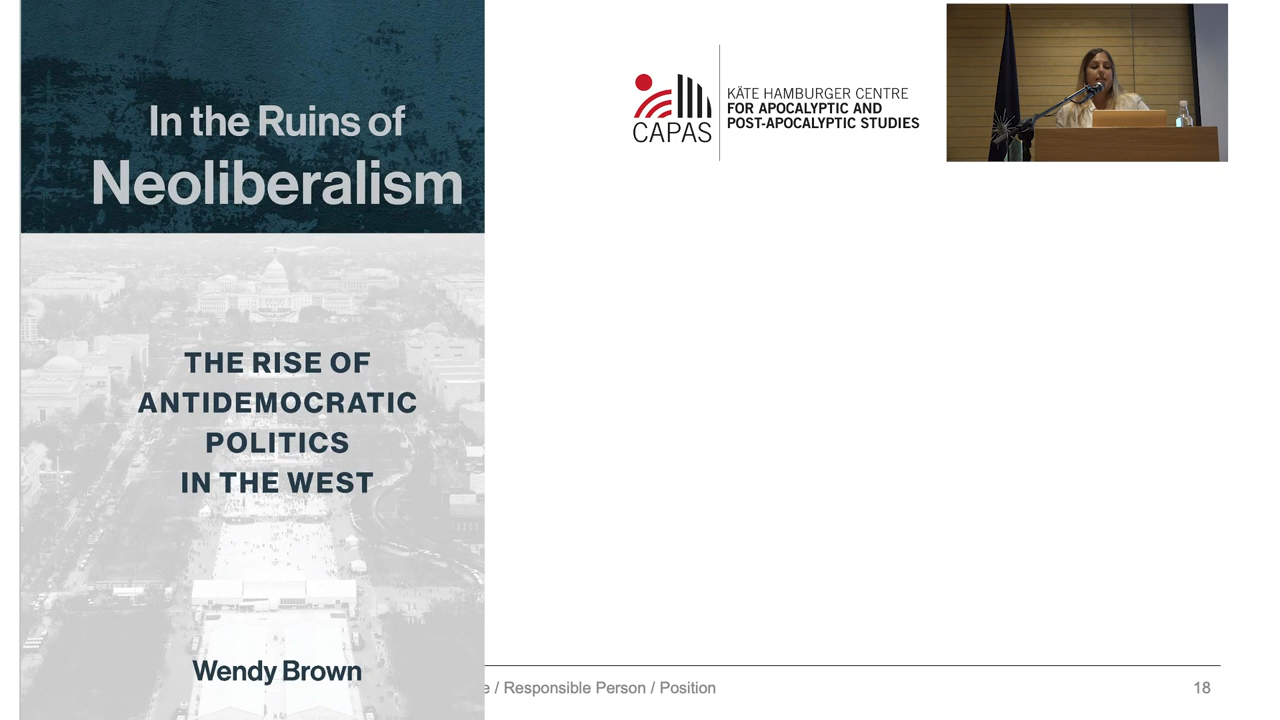 In the Ruins of
Neoliberalism
THE RISE OF
ANTIDEMOCRATIC
POLITICS
IN THE WEST
Wendy Brown
CAPAS
KÄTE HAMBURGER CENTRE
FOR APOCALYPTIC AND
POST-APOCALYPTIC STUDIES
/ Responsible Person / Position
18